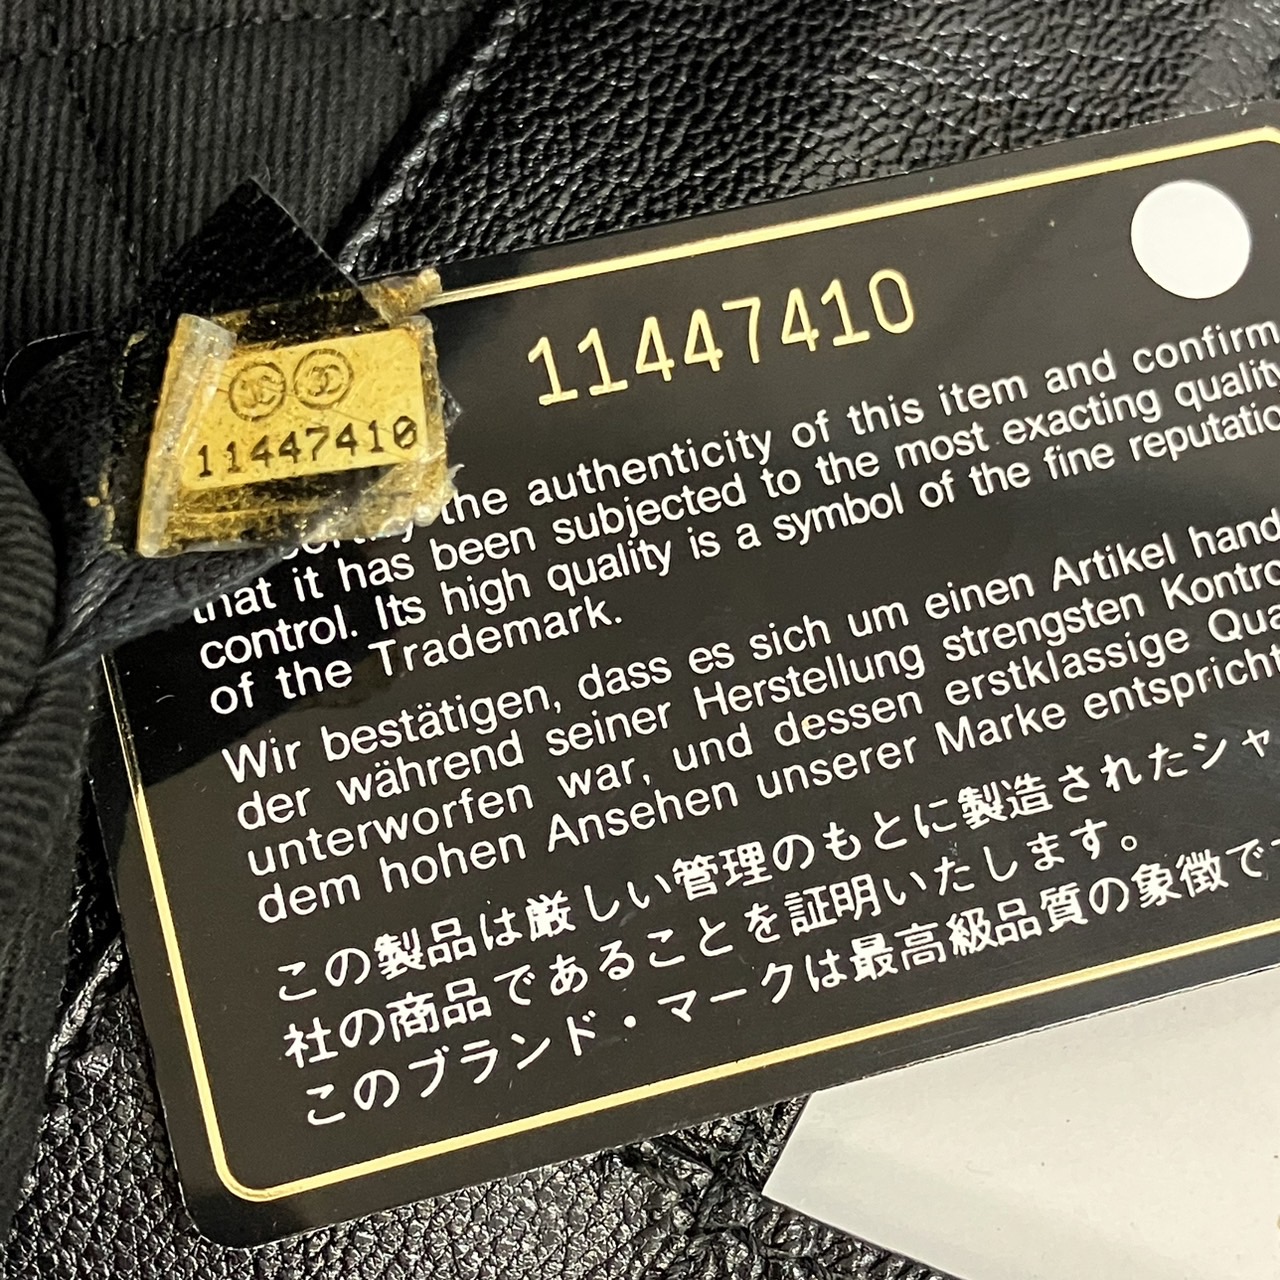 11447410
11447410
the authenticity of this item and confirm
that it has been subjected to the most exacting quality
control. Its high quality is a symbol of the fine reputatio
of the Trademark.
Wir bestätigen, dass es sich um einen Artikel hand
der während seiner Herstellung strengsten Kontro
unterworfen war, und dessen erstklassige Qua
dem hohen Ansehen unserer Marke entspricht
この製品は厳しい管理のもとに製造されたシャ
社の商品であることを証明いたします。
このブランド・マークは最高級品質の象徴で